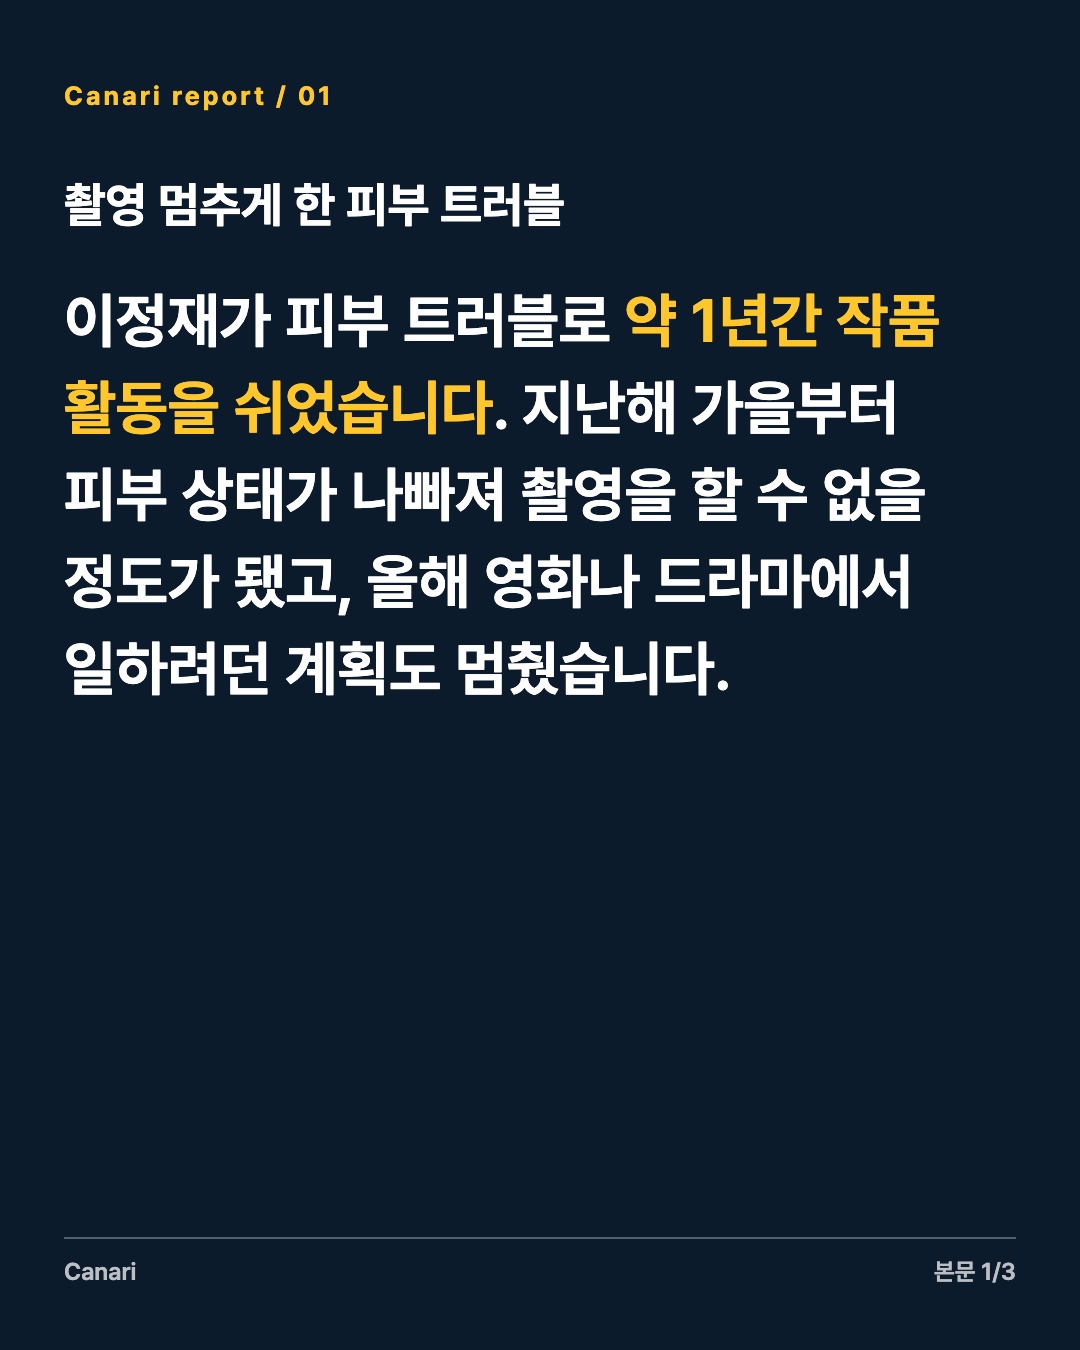 Canari report / 01
촬영 멈추게 한 피부 트러블
이정재가 피부 트러블로 약 1년간 작품
활동을 쉬었습니다. 지난해 가을부터
피부 상태가 나빠져 촬영을 할 수 없을
정도가 됐고, 올해 영화나 드라마에서
일하려던 계획도 멈췄습니다.
Canari
본문 1/3